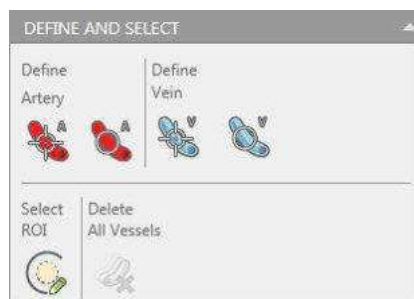 DEFINE AND SELECT
Define
Artery
A
A
Define
Vein
V
V
Select
ROI
Delete
All Vessels